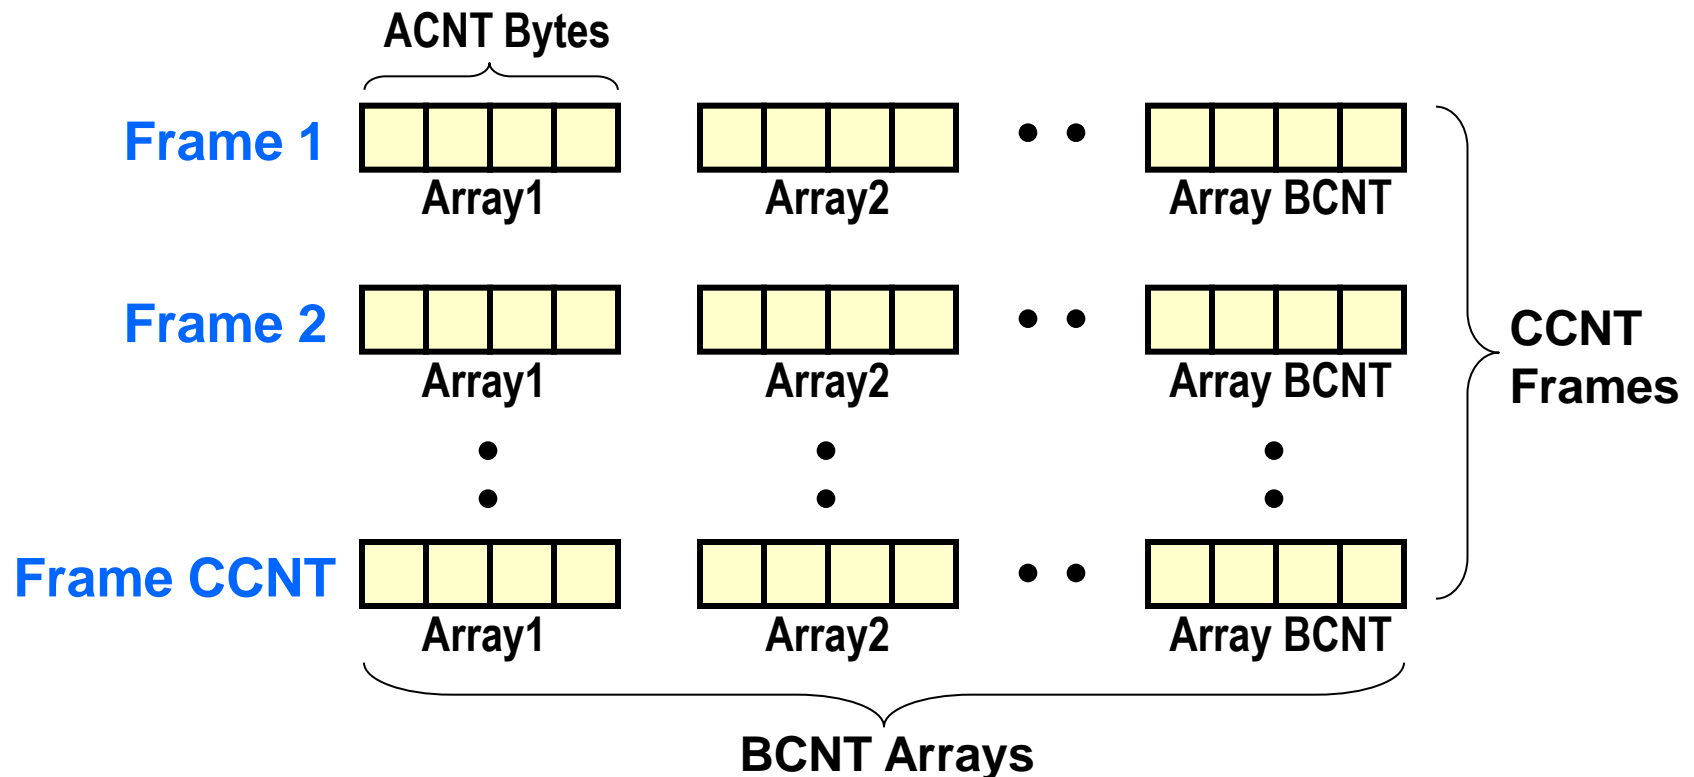 ACNT Bytes
Frame 1
Array1 Array2 Array BCNT
Frame 2
Array1 Array2 Array BCNT
CCNT
Frames
Frame CCNT
Array1 Array2 Array BCNT
BCNT Arrays